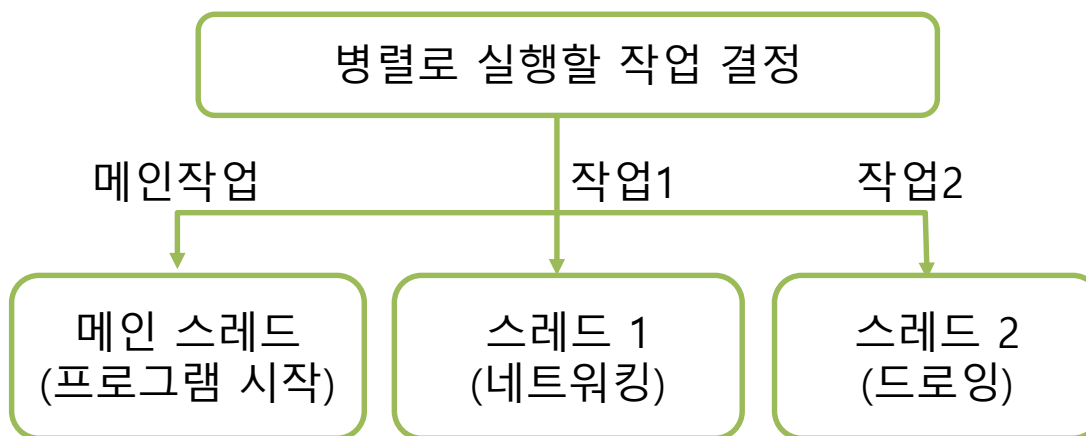 병렬로 실행할 작업 결정
메인작업
작업1
작업2
메인 스레드
(프로그램 시작)
스레드 1
(네트워킹)
스레드 2
(드로잉)